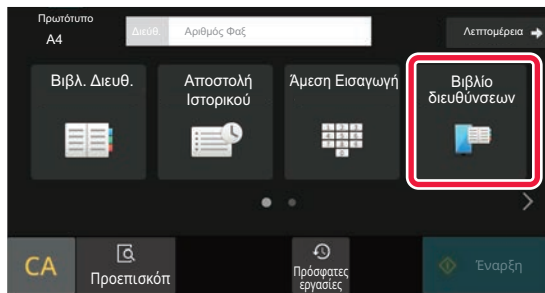 Πρωτότυπο
A4
Διεύθ.
Αριθμός Φαξ
Λεπτομέρεια
Βιβλ. Διευθ.
Αποστολή
Ιστορικού
Άμεση Εισαγωγή
Βιβλίο
διευθύνσεων
CA
Προεπισκόπ
Πρόσφατες
εργασίες
Έναρξη